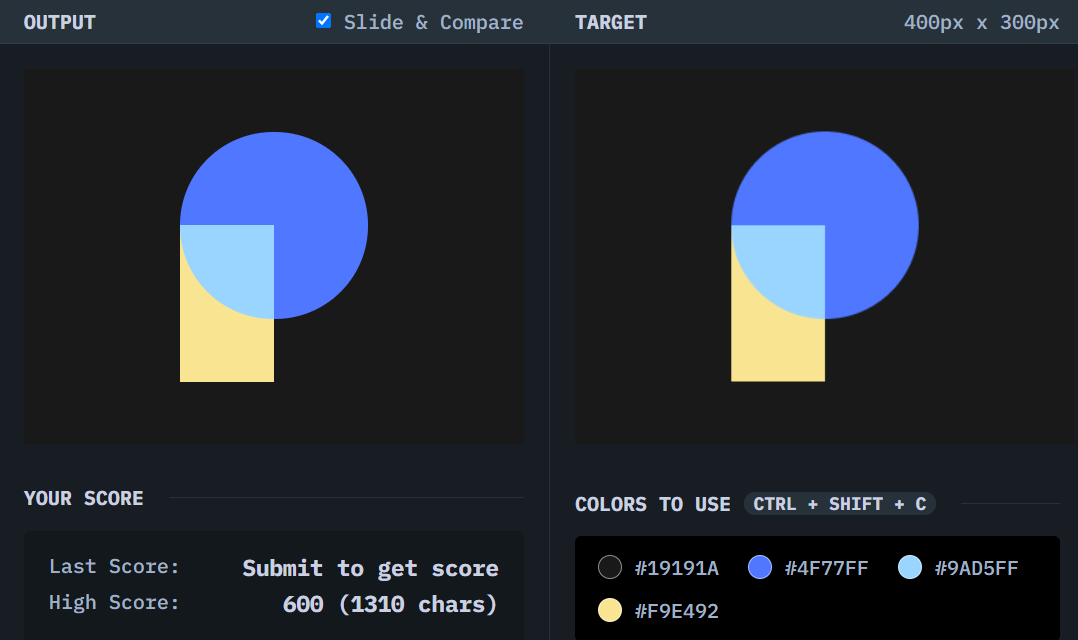 OUTPUT
Slide & Compare
TARGET
400px x 300px
YOUR SCORE
Last Score: Submit to get score
High Score: 600 (1310 chars)
COLORS TO USE CTRL + SHIFT + C
#19191A #4F77FF #9AD5FF
#F9E492